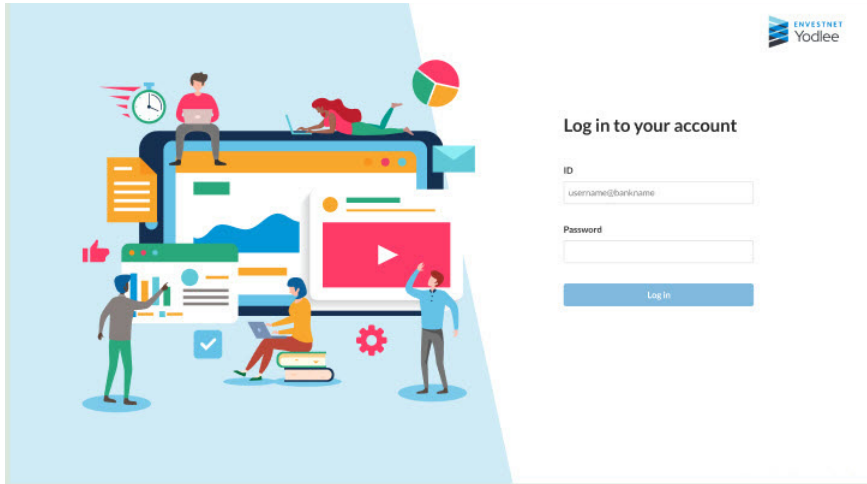 ENVESTNET
Yodlee
Log in to your account
ID
username@bankname
Password
Log in